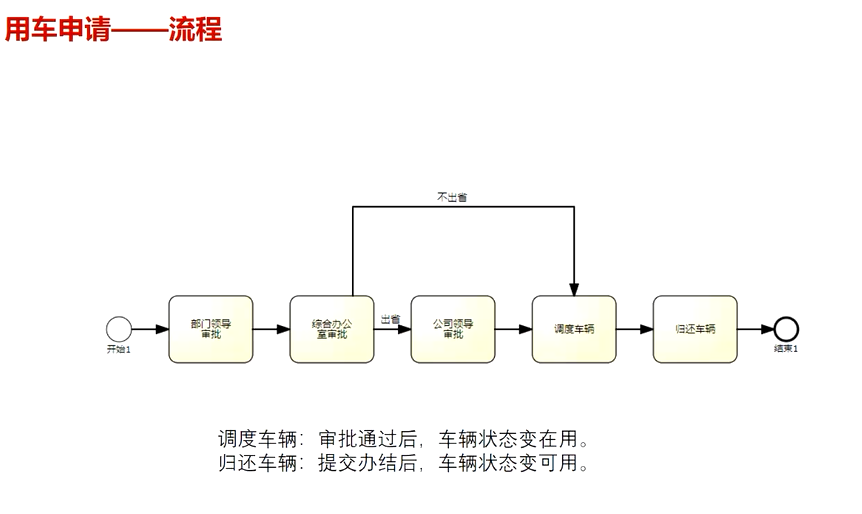 用车申请——流程
不出省
部门领导
审批
综合办公
室审批
出省
公司领导
审批
调度车辆
归还车辆
开始1
结束1
调度车辆：审批通过后，车辆状态变在用。
归还车辆：提交办结后，车辆状态变可用。